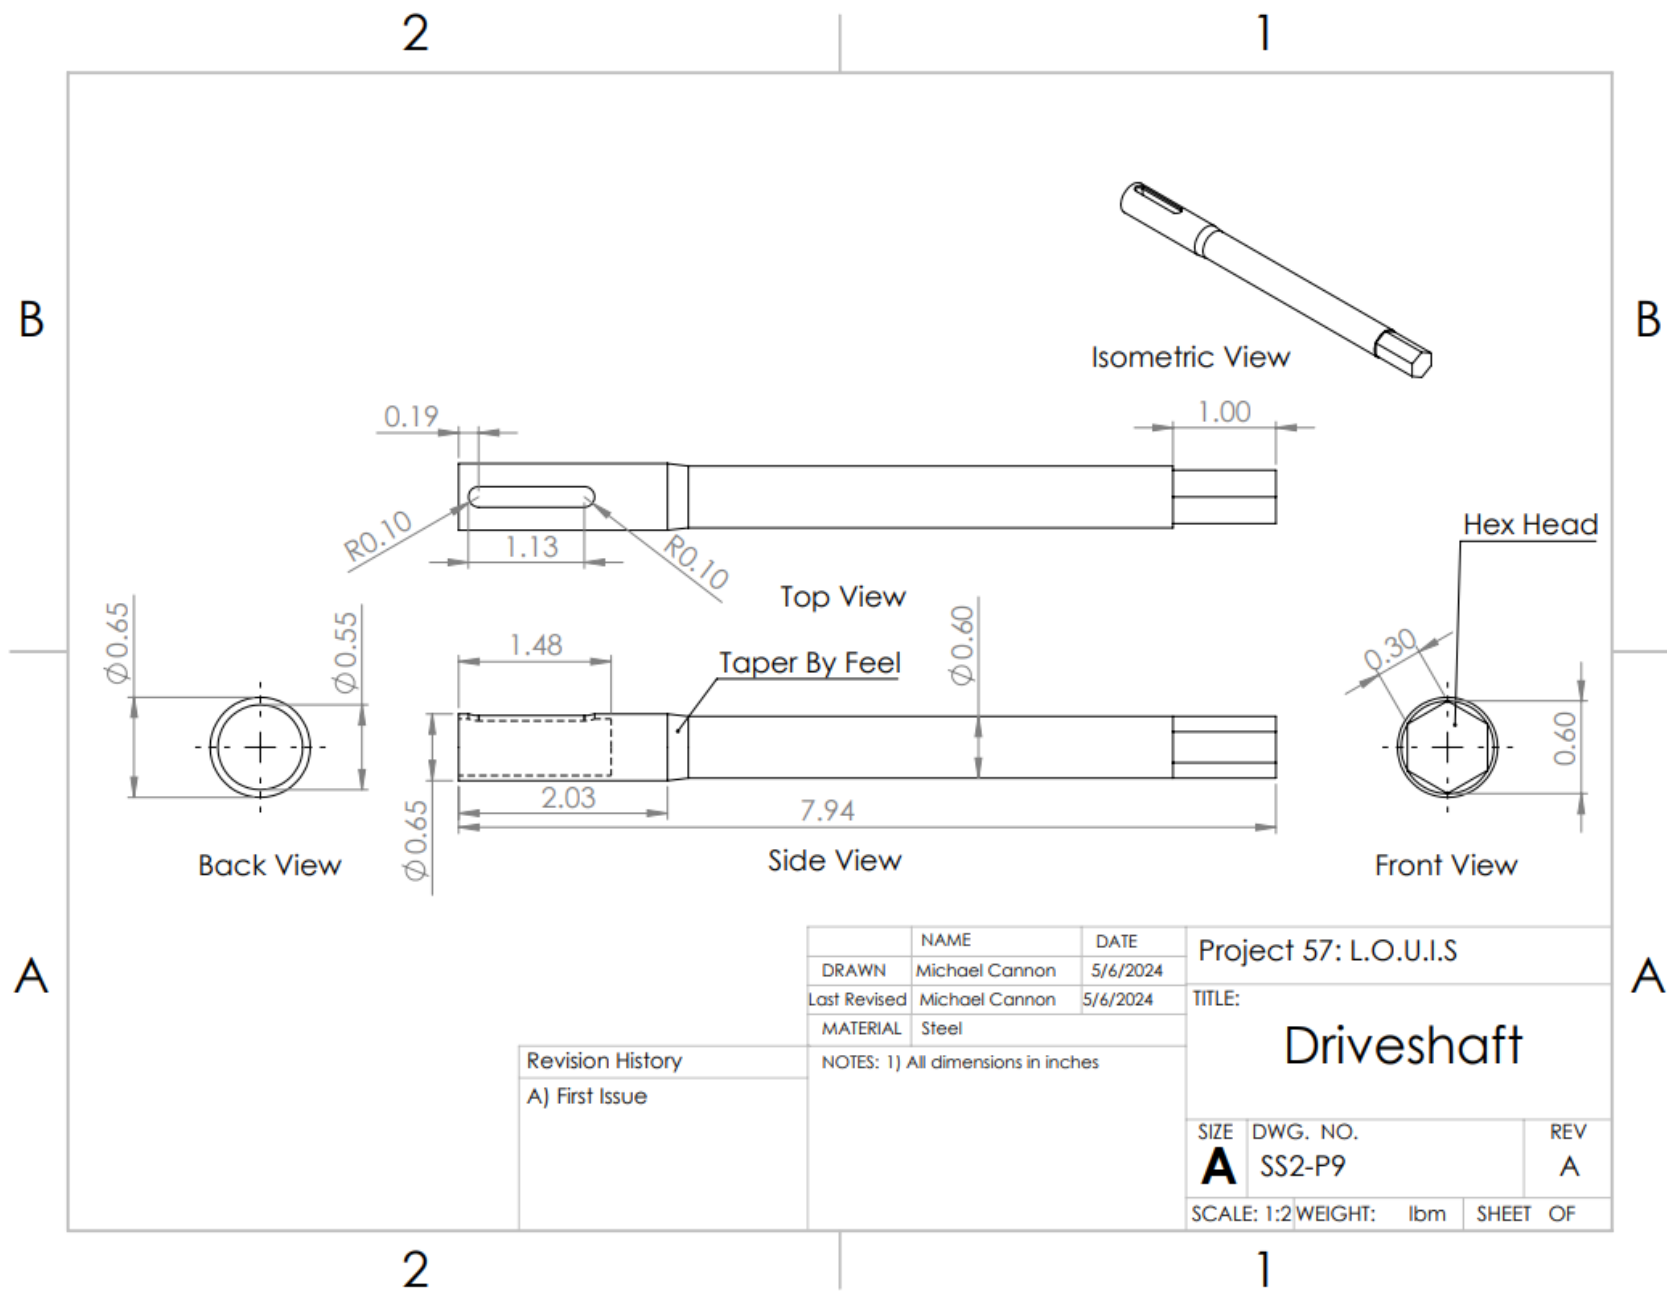 2 1
B B
Isometric View
0.19 1.00
R0.10 1.13 R0.10
Hex Head
Top View
Ø0.65 Ø0.55 1.48 Taper By Feel Ø0.60 0.30 0.60
Ø0.65 2.03 7.94
Back View Side View Front View
A A
NAME DATE
DRAWN Michael Cannon 5/6/2024
Last Revised Michael Cannon 5/6/2024
MATERIAL Steel
NOTES: 1) All dimensions in inches
Revision History
A) First Issue
Project 57: L.O.U.I.S
TITLE:
Driveshaft
SIZE DWG. NO. REV
A SS2-P9 A
SCALE: 1:2 WEIGHT: lbm SHEET OF
2 1